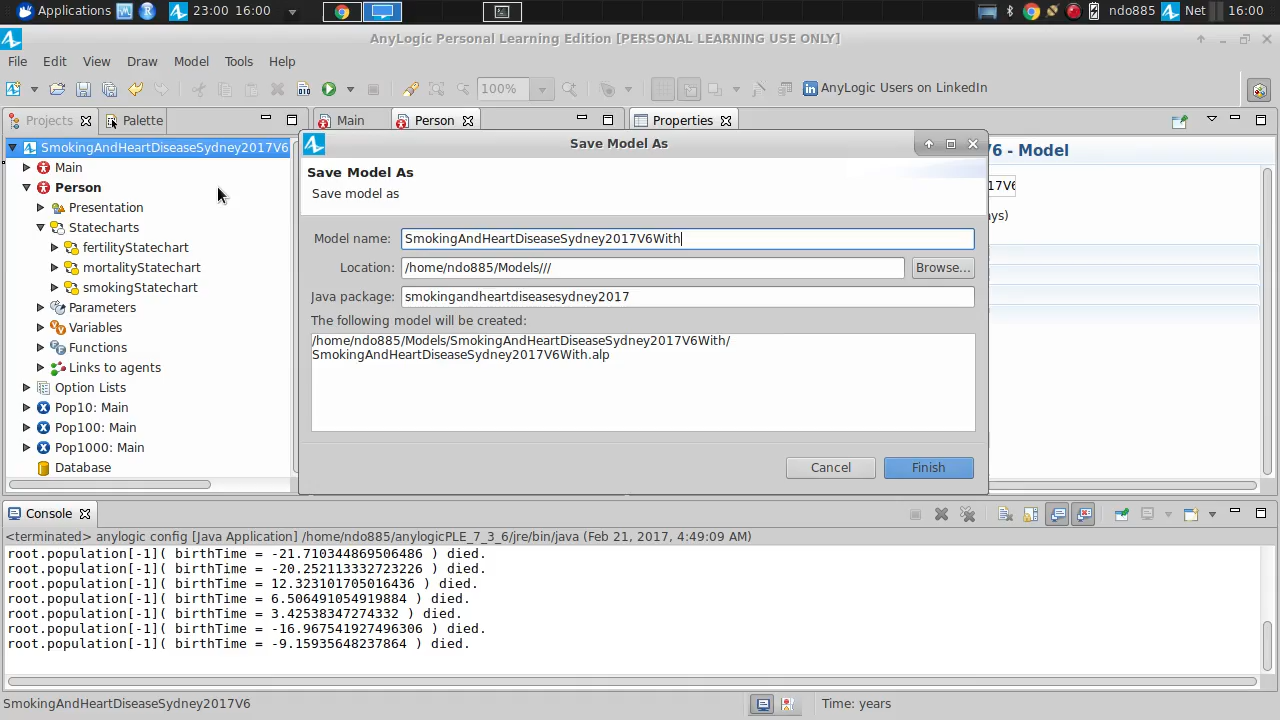 Applications 23:00 16:00 ndo885 Net 16:00
AnyLogic Personal Learning Edition [PERSONAL LEARNING USE ONLY]
File Edit View Draw Model Tools Help
100% AnyLogic Users on LinkedIn
Projects Palette Main Person Properties
SmokingAndHeartDiseaseSydney2017V6
Main
Person
Presentation
Statecharts
fertilityStatechart
mortalityStatechart
smokingStatechart
Parameters
Variables
Functions
Links to agents
Option Lists
Pop10: Main
Pop100: Main
Pop1000: Main
Database
Save Model As
Save Model As
Save model as
Model name: SmokingAndHeartDiseaseSydney2017V6With
Location: /home/ndo885/Models/// Browse...
Java package: smokingandheartdiseasesydney2017
The following model will be created:
/home/ndo885/Models/SmokingAndHeartDiseaseSydney2017V6With/
SmokingAndHeartDiseaseSydney2017V6With.alp
Cancel Finish
V6 - Model
17V6
ys)
Console
<terminated> anylogic config [Java Application] /home/ndo885/anylogicPLE_7_3_6/jre/bin/java (Feb 21, 2017, 4:49:09 AM)
root.population[-1]( birthTime = -21.710344869506486 ) died.
root.population[-1]( birthTime = -20.252113332723226 ) died.
root.population[-1]( birthTime = 12.323101705016436 ) died.
root.population[-1]( birthTime = 6.506491054919884 ) died.
root.population[-1]( birthTime = 3.42538347274332 ) died.
root.population[-1]( birthTime = -16.967541927496306 ) died.
root.population[-1]( birthTime = -9.15935648237864 ) died.
SmokingAndHeartDiseaseSydney2017V6 Time: years